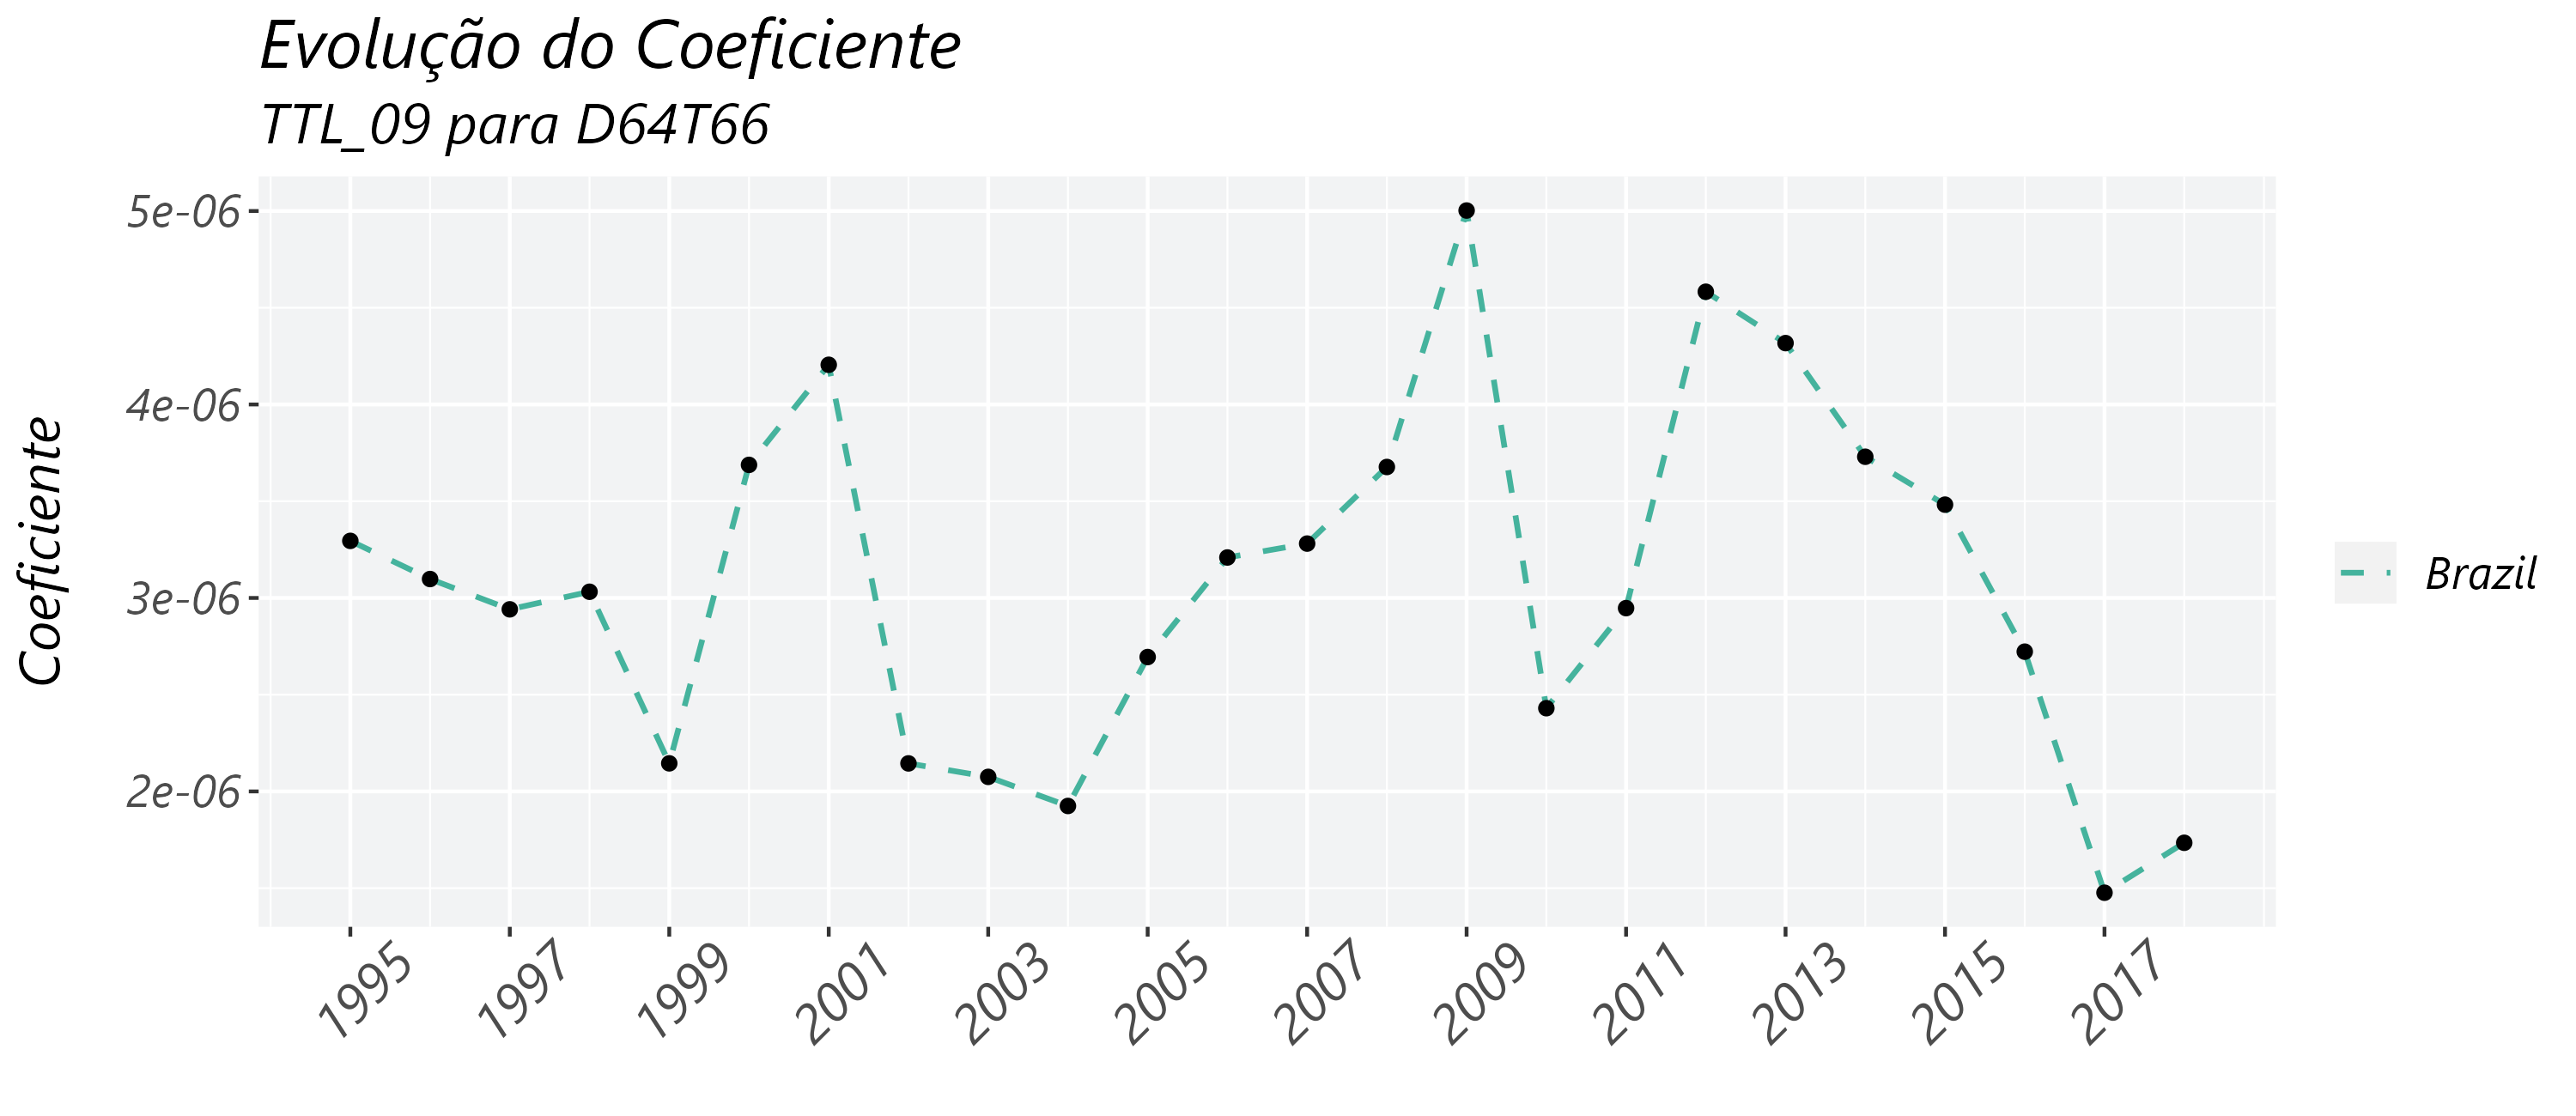 Evolução do Coeficiente
TTL_09 para D64T66
Coeficiente
5e-06
4e-06
3e-06
2e-06
1995
1997
1999
2001
2003
2005
2007
2009
2011
2013
2015
2017
Brazil